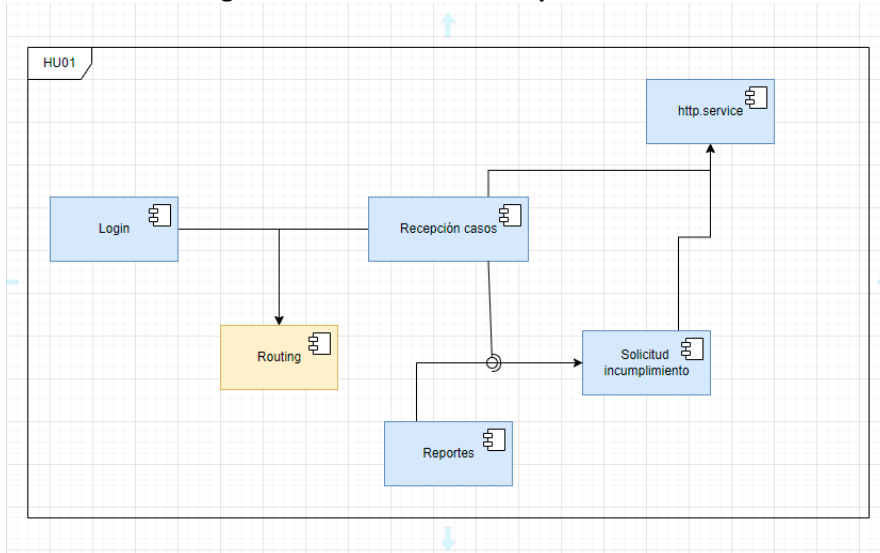 HU01
http.service
Login
Recepción casos
Routing
Solicitud
incumplimiento
Reportes